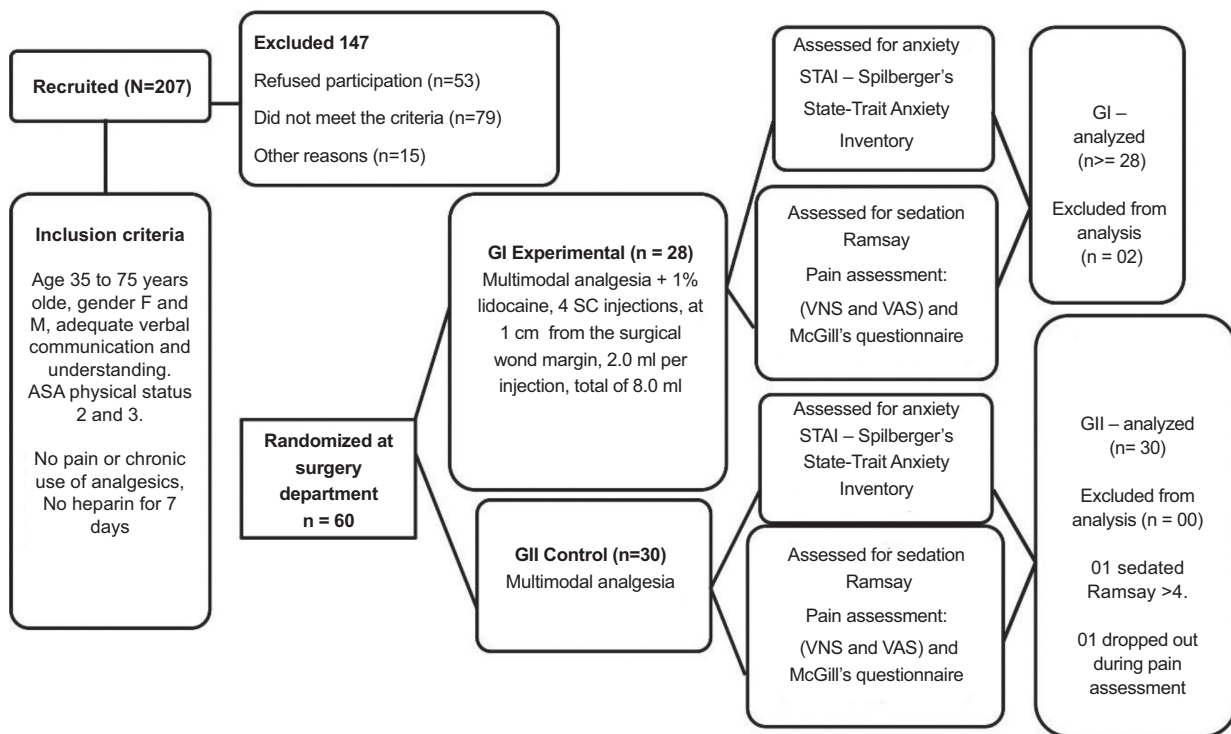 Recruited (N=207)
Excluded 147
Refused participation (n=53)
Did not meet the criteria (n=79)
Other reasons (n=15)
Inclusion criteria
Age 35 to 75 years
olde, gender F and
M, adequate verbal
communication and
understanding.
ASA physical status
2 and 3.
No pain or chronic
use of analgesics,
No heparin for 7
days
Randomized at
surgery
department
n = 60
GI Experimental (n = 28)
Multimodal analgesia + 1%
lidocaine, 4 SC injections, at
1 cm from the surgical
wond margin, 2.0 ml per
injection, total of 8.0 ml
GII Control (n=30)
Multimodal analgesia
Assessed for anxiety
STAI – Spilberger’s
State-Trait Anxiety
Inventory
Assessed for sedation
Ramsay
Pain assessment:
(VNS and VAS) and
McGill’s questionnaire
Assessed for anxiety
STAI – Spilberger’s
State-Trait Anxiety
Inventory
Assessed for sedation
Ramsay
Pain assessment:
(VNS and VAS) and
McGill’s questionnaire
GI –
analyzed
(n>= 28)
Excluded from
analysis
(n = 02)
GII – analyzed
(n= 30)
Excluded from
analysis (n = 00)
01 sedated
Ramsay >4.
01 dropped out
during pain
assessment